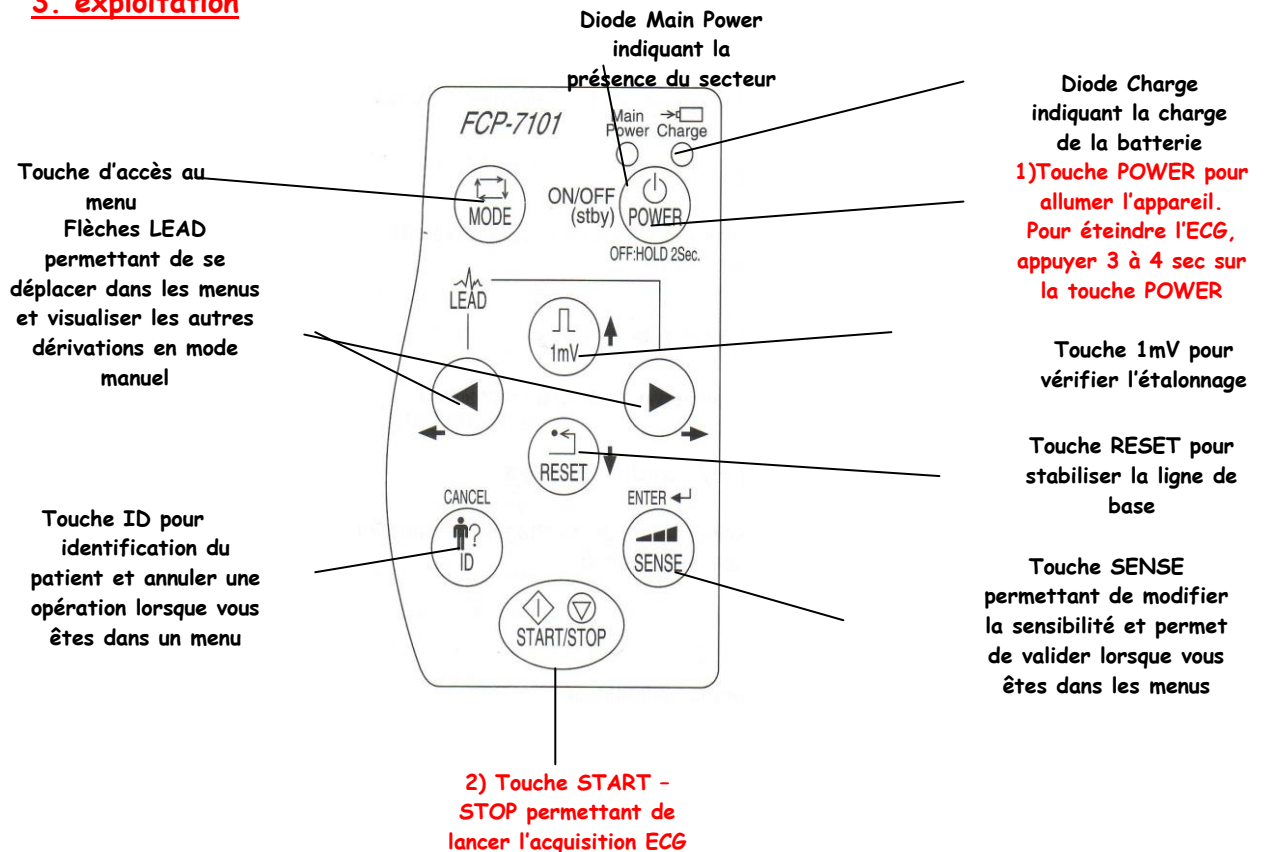 3. exploitation
Diode Main Power
indiquant la
présence du secteur
Diode Charge
indiquant la charge
de la batterie
1)Touche POWER pour
allumer l'appareil.
Pour éteindre l'ECG,
appuyer 3 à 4 sec sur
la touche POWER
Touche 1mV pour
vérifier l'étalonnage
Touche RESET pour
stabiliser la ligne de
base
Touche SENSE
permettant de modifier
la sensibilité et permet
de valider lorsque vous
êtes dans les menus
Touche d'accès au
menu
Flèches LEAD
permettant de se
déplacer dans les menus
et visualiser les autres
dérivations en mode
manuel
Touche ID pour
identification du
patient et annuler une
opération lorsque vous
êtes dans un menu
FCP-7101
Main
Power
Charge
MODE
ON/OFF
(stby)
POWER
OFF:HOLD 2Sec.
LEAD
1mV
RESET
CANCEL
?
ID
ENTER
SENSE
START/STOP
2) Touche START –
STOP permettant de
lancer l'acquisition ECG